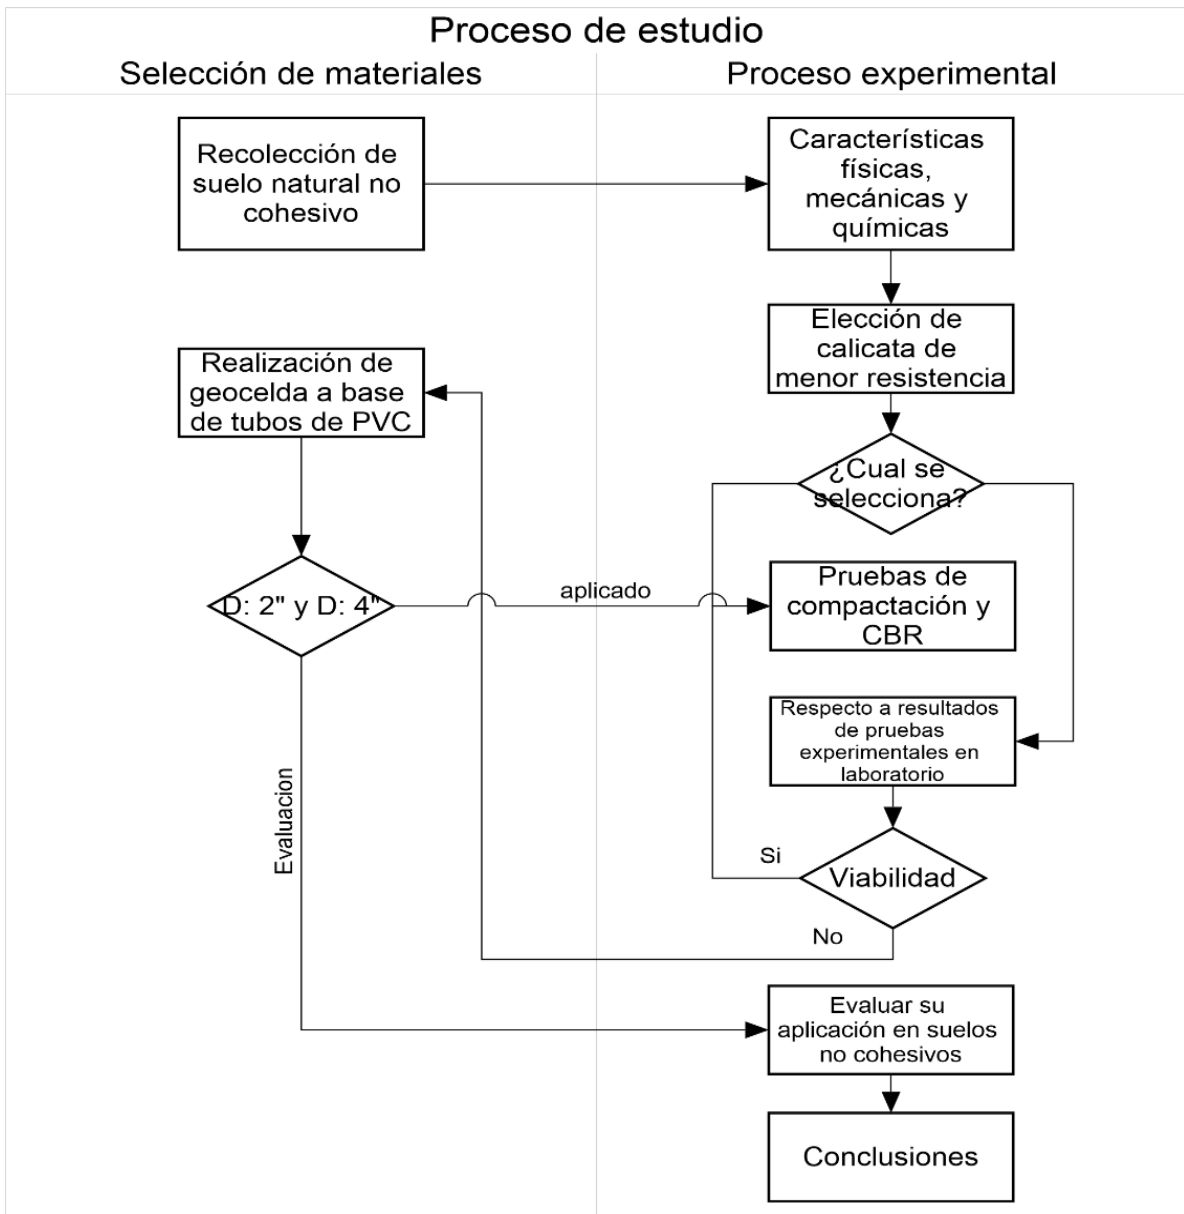 Proceso de estudio
Selección de materiales
Proceso experimental
Recolección de
suelo natural no
cohesivo
Característícas
físicas,
mecánicas y
químicas
Elección de
calicata de
menor resistencia
Realización de
geocelda a base
de tubos de PVC
¿Cual se
selecciona?
D: 2" y D: 4"
aplicado
Pruebas de
compactación y
CBR
Respecto a resultados
de pruebas
experimentales en
laboratorio
Evaluacion
Si
Viabilidad
No
Evaluar su
aplicación en suelos
no cohesivos
Conclusiones